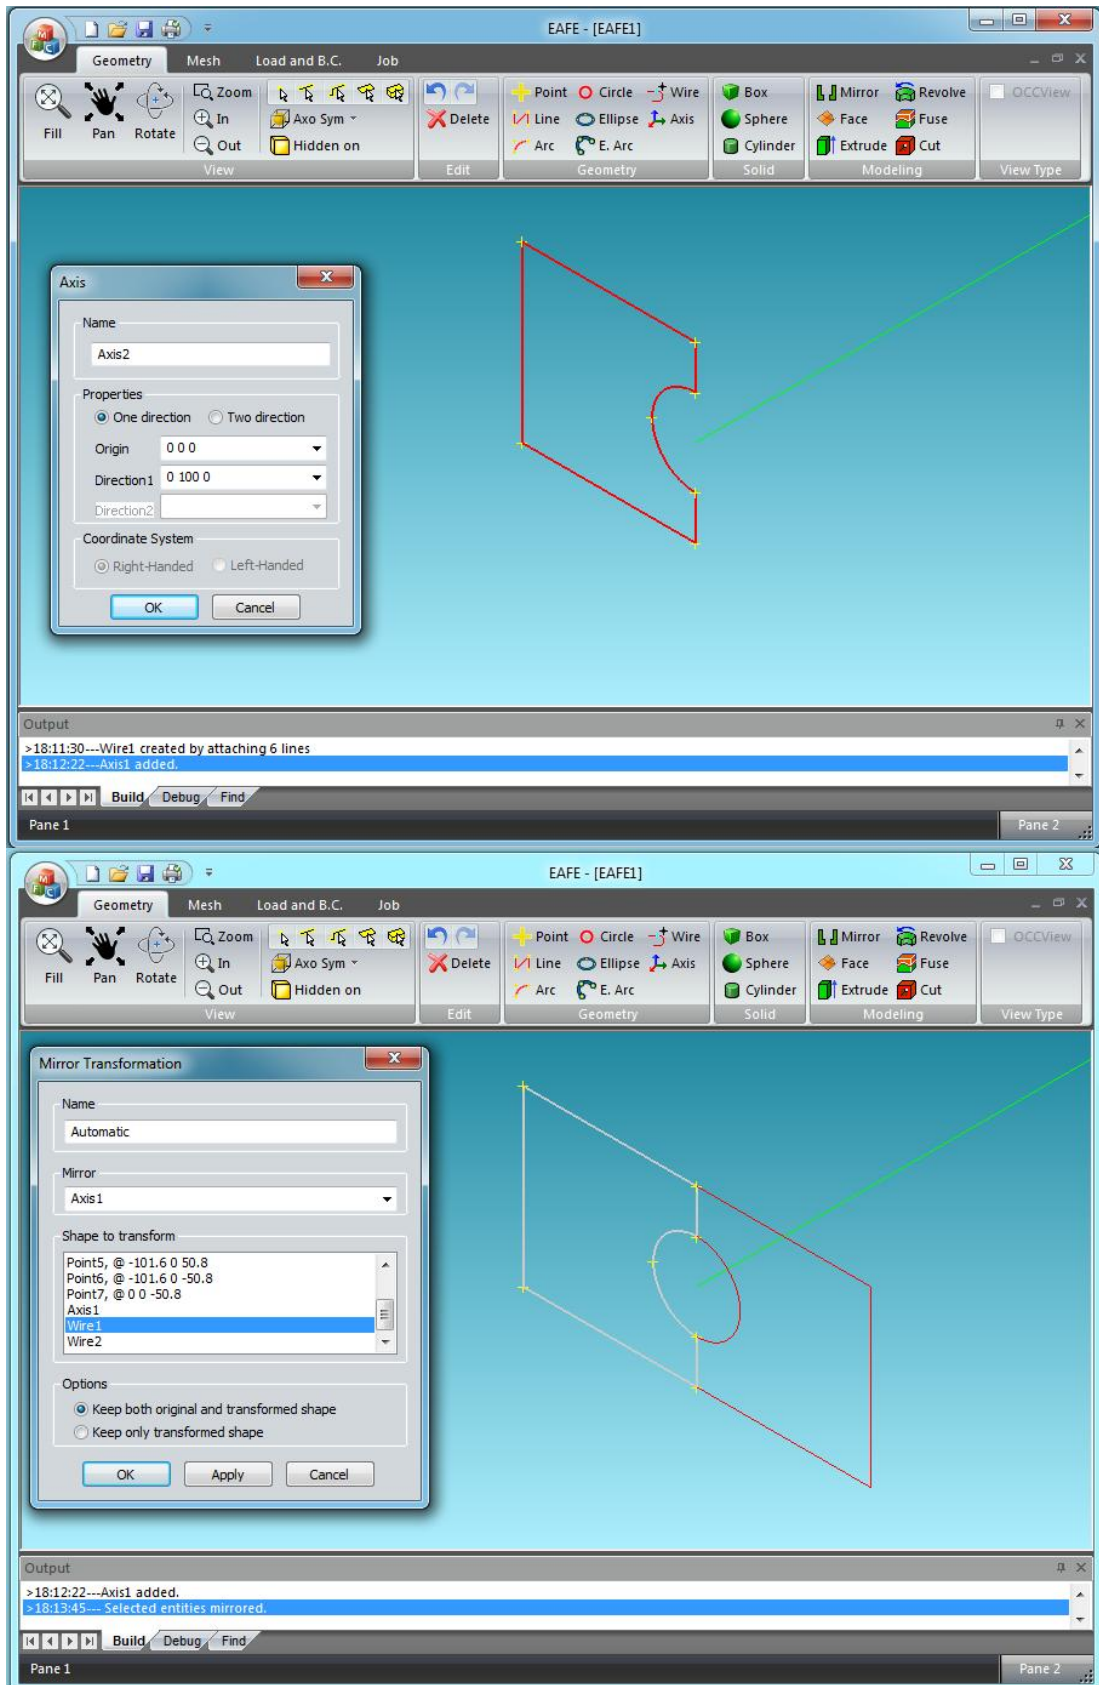 EAFE - [EAFE1]
Geometry Mesh Load and B.C. Job
Zoom Point Circle Wire Box Mirror Revolve OCCView
In Axo Sym Delete Line Ellipse Axis Sphere Face Fuse
Fill Pan Rotate Out Hidden on Arc E. Arc Cylinder Extrude Cut
View Edit Geometry Solid Modeling View Type
Axis
Name
Axis2
Properties
One direction Two direction
Origin 0 0 0
Direction1 0 100 0
Direction2
Coordinate System
Right-Handed Left-Handed
OK Cancel
Output
>18:11:30---Wire1 created by attaching 6 lines
>18:12:22---Axis1 added.
Build Debug Find
Pane 1 Pane 2
EAFE - [EAFE1]
Geometry Mesh Load and B.C. Job
Zoom Point Circle Wire Box Mirror Revolve OCCView
In Axo Sym Delete Line Ellipse Axis Sphere Face Fuse
Fill Pan Rotate Out Hidden on Arc E. Arc Cylinder Extrude Cut
View Edit Geometry Solid Modeling View Type
Mirror Transformation
Name
Automatic
Mirror
Axis1
Shape to transform
Point5, @ -101.6 0 50.8
Point6, @ -101.6 0 -50.8
Point7, @ 0 0 -50.8
Axis1
Wire1
Wire2
Options
Keep both original and transformed shape
Keep only transformed shape
OK Apply Cancel
Output
>18:12:22---Axis1 added.
>18:13:45--- Selected entities mirrored.
Build Debug Find
Pane 1 Pane 2